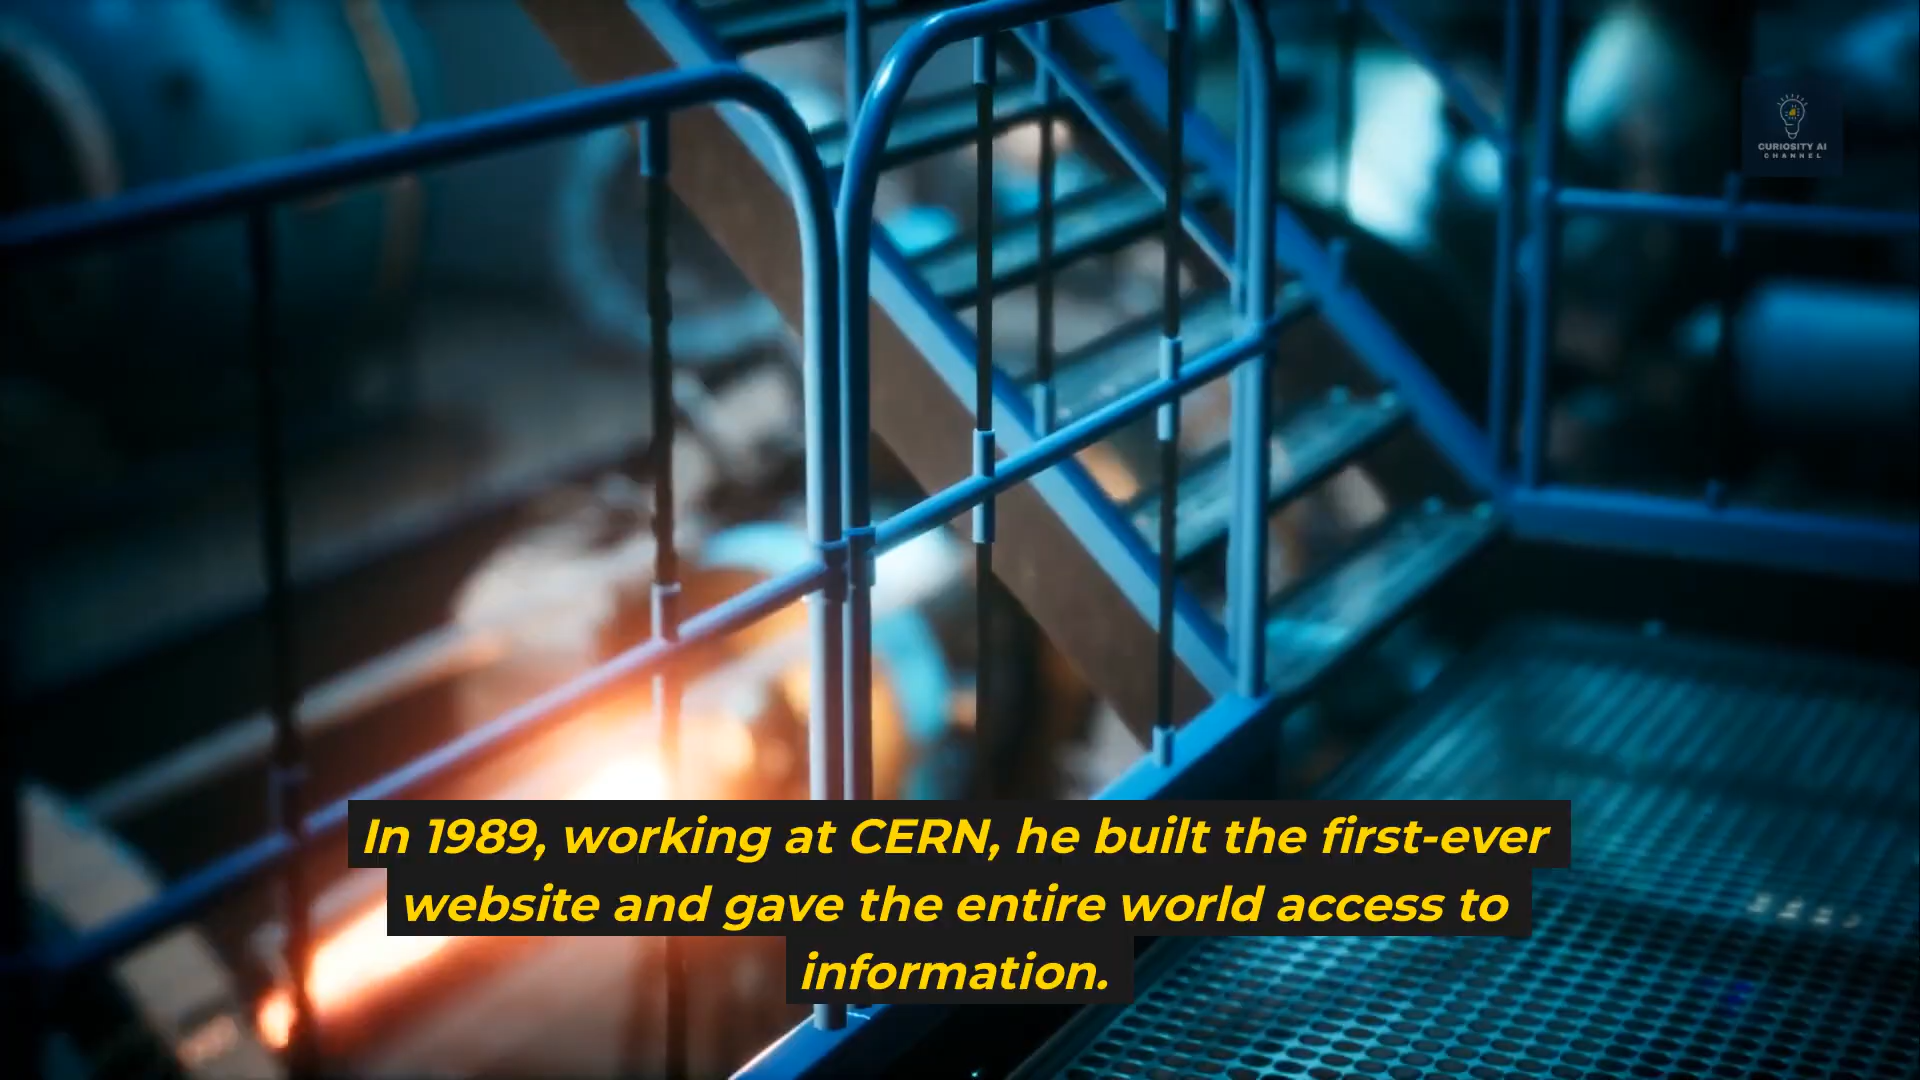 CURIOSITY AI
CHANNEL
In 1989, working at CERN, he built the first-ever
website and gave the entire world access to
information.